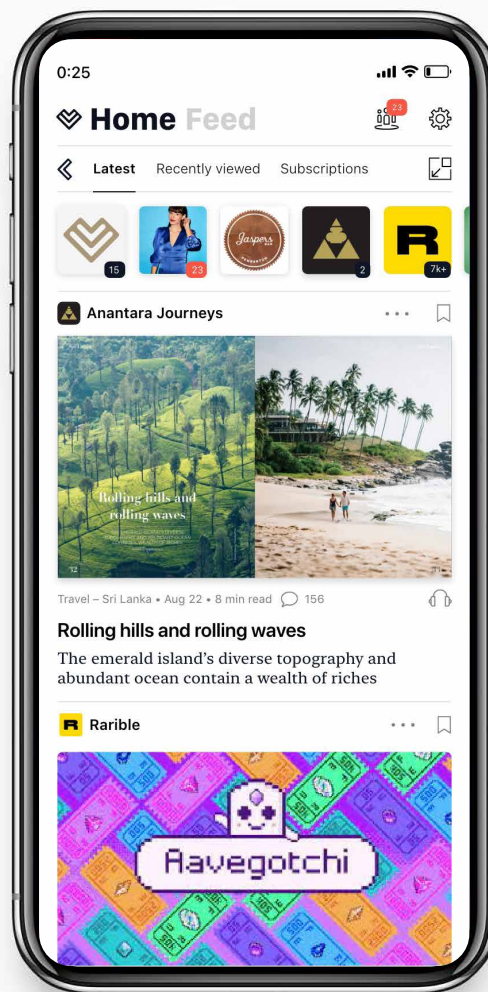 0:25
Home Feed
23
Latest Recently viewed Subscriptions
15
23
Jaspers
2
R
7k+
Anantara Journeys
Rolling hills and
rolling waves
Travel – Sri Lanka • Aug 22 • 8 min read 156
Rolling hills and rolling waves
The emerald island’s diverse topography and
abundant ocean contain a wealth of riches
R Rarible
Aavegotchi